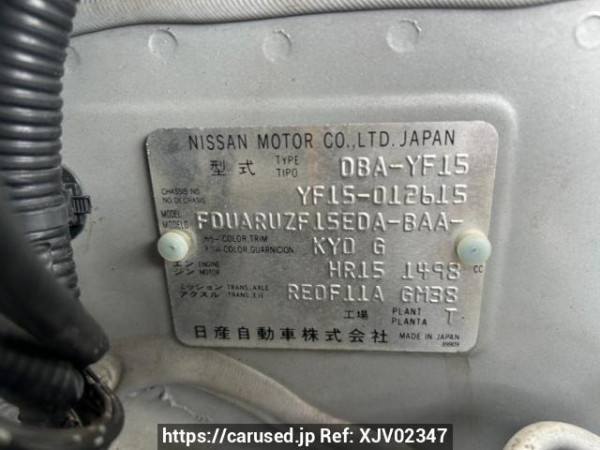 NISSAN MOTOR CO.,LTD. JAPAN
型式 TYPE TIPO DBA-YF15
CHASSIS NO. NO.DE CHASIS YF15-012615
MODEL MODELO FDUARUZF15EDA-BAA-
カラー COLOR,TRIM トリム COLOR,GUARNICION KY0 G
エンジン ENGINE MOTOR HR15 1498 CC
ミッション TRANS.,AXLE アクスル TRANS.,EJE RE0F11A GM38
工場 PLANT PLANTA T
日産自動車株式会社 MADE IN JAPAN
https://carused.jp Ref: XJV02347